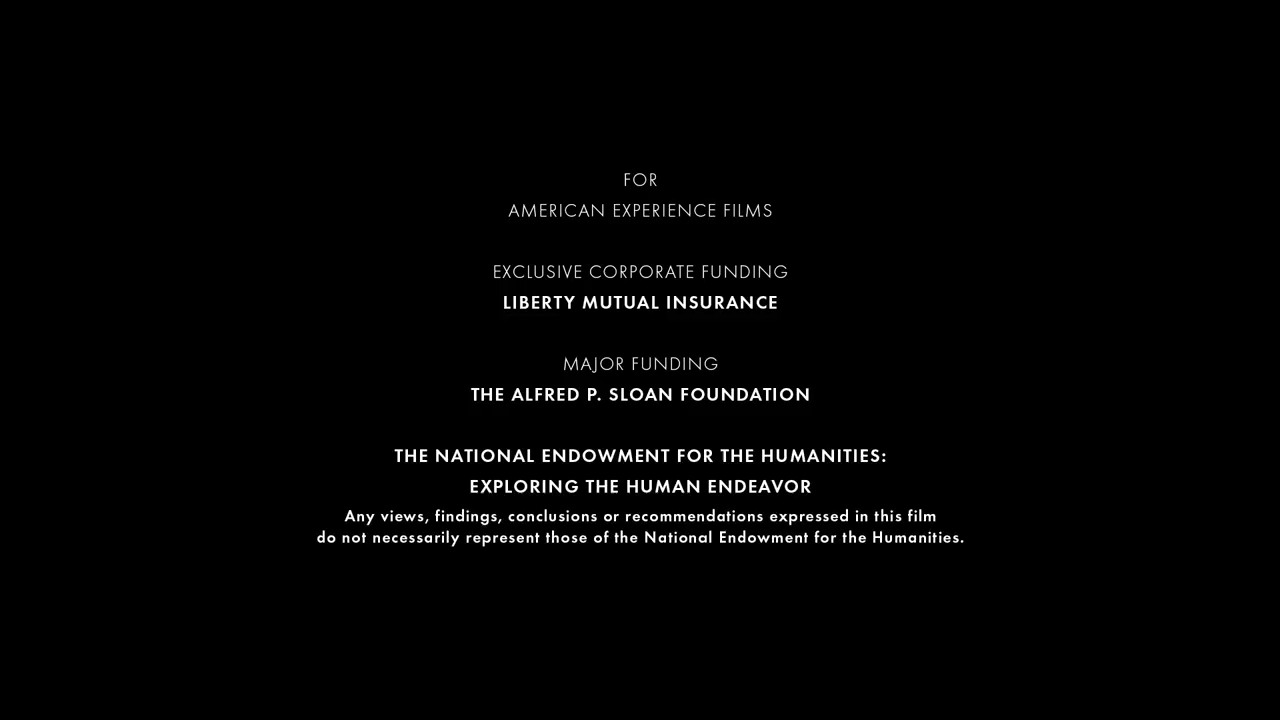 FOR
AMERICAN EXPERIENCE FILMS
EXCLUSIVE CORPORATE FUNDING
LIBERTY MUTUAL INSURANCE
MAJOR FUNDING
THE ALFRED P. SLOAN FOUNDATION
THE NATIONAL ENDOWMENT FOR THE HUMANITIES:
EXPLORING THE HUMAN ENDEAVOR
Any views, findings, conclusions or recommendations expressed in this film
do not necessarily represent those of the National Endowment for the Humanities.